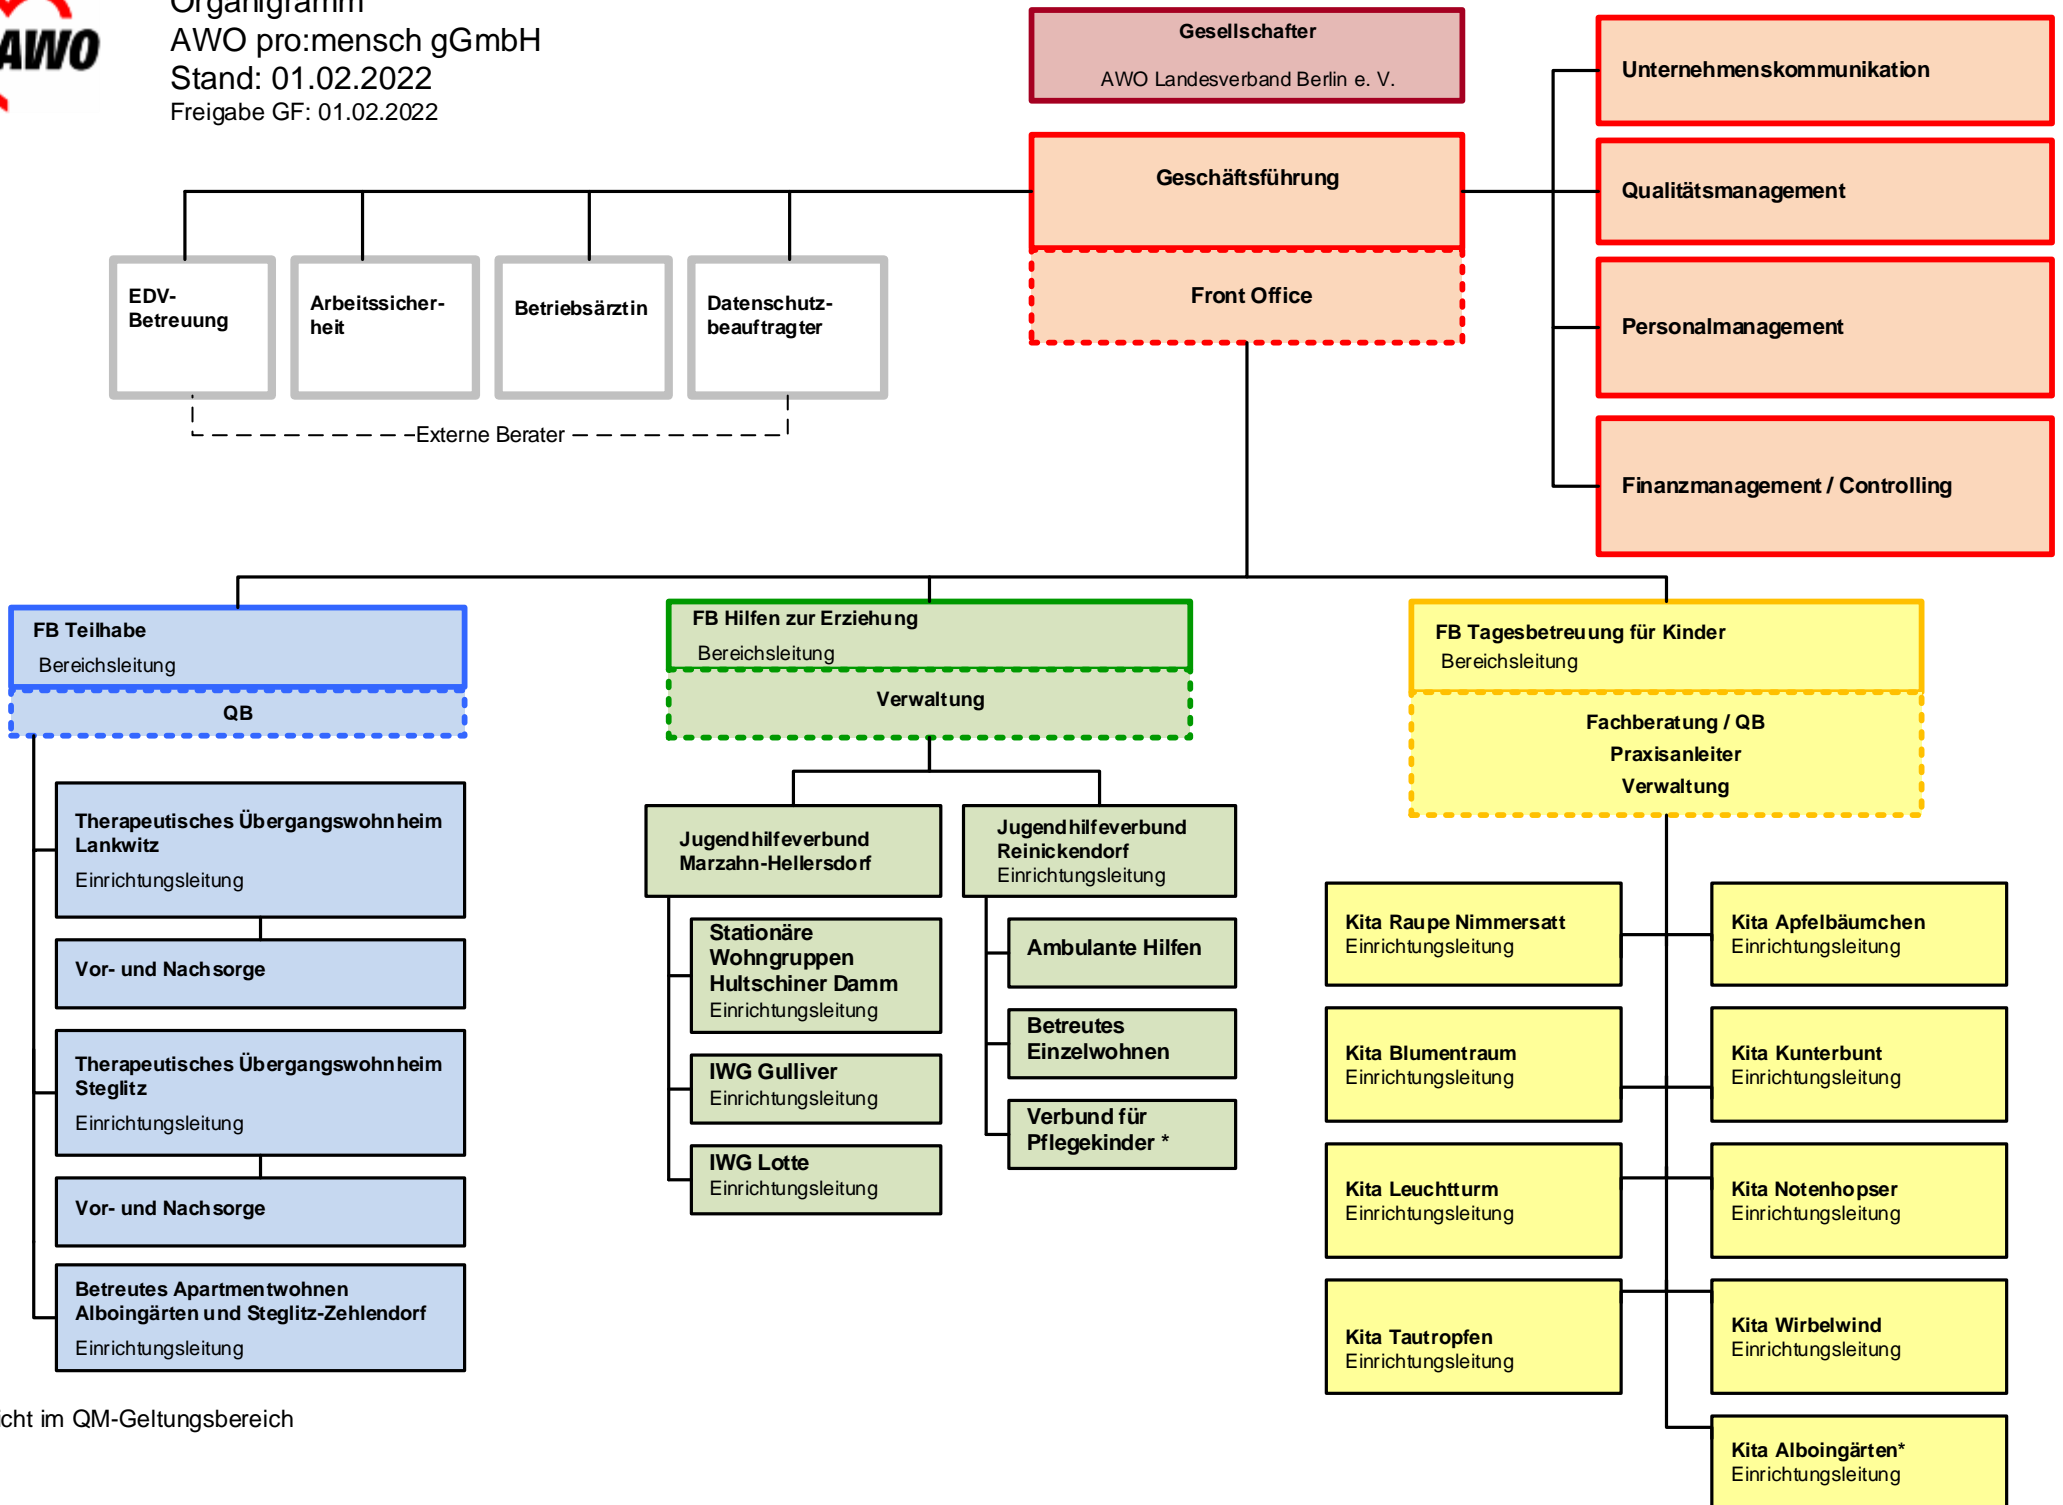 Organigramm
AWO pro:mensch gGmbH
Stand: 01.02.2022
Freigabe GF: 01.02.2022
AWO
Gesellschafter
AWO Landesverband Berlin e. V.
Geschäftsführung
Front Office
Unternehmenskommunikation
Qualitätsmanagement
Personalmanagement
Finanzmanagement / Controlling
EDV-
Betreuung
Arbeitssicher-
heit
Betriebsärztin
Datenschutz-
beauftragter
Externe Berater
FB Teilhabe
Bereichsleitung
QB
Therapeutisches Übergangswohnheim
Lankwitz
Einrichtungsleitung
Vor- und Nachsorge
Therapeutisches Übergangswohnheim
Steglitz
Einrichtungsleitung
Vor- und Nachsorge
Betreutes Apartmentwohnen
Alboingärten und Steglitz-Zehlendorf
Einrichtungsleitung
FB Hilfen zur Erziehung
Bereichsleitung
Verwaltung
Jugendhilfeverbund
Marzahn-Hellersdorf
Stationäre
Wohngruppen
Hultschiner Damm
Einrichtungsleitung
IWG Gulliver
Einrichtungsleitung
IWG Lotte
Einrichtungsleitung
Jugendhilfeverbund
Reinickendorf
Einrichtungsleitung
Ambulante Hilfen
Betreutes
Einzelwohnen
Verbund für
Pflegekinder *
FB Tagesbetreuung für Kinder
Bereichsleitung
Fachberatung / QB
Praxisanleiter
Verwaltung
Kita Raupe Nimmersatt
Einrichtungsleitung
Kita Apfelbäumchen
Einrichtungsleitung
Kita Blumentraum
Einrichtungsleitung
Kita Kunterbunt
Einrichtungsleitung
Kita Leuchtturm
Einrichtungsleitung
Kita Notenhopser
Einrichtungsleitung
Kita Tautropfen
Einrichtungsleitung
Kita Wirbelwind
Einrichtungsleitung
Kita Alboingärten*
Einrichtungsleitung
icht im QM-Geltungsbereich